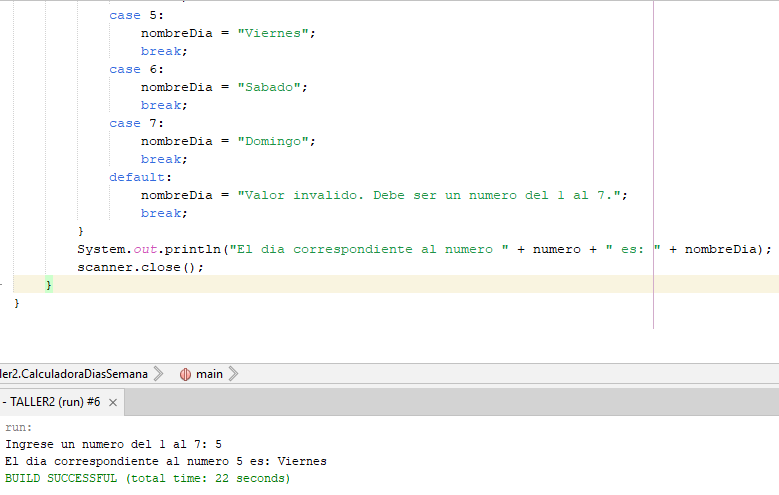 case 5:
nombreDia = "Viernes";
break;
case 6:
nombreDia = "Sabado";
break;
case 7:
nombreDia = "Domingo";
break;
default:
nombreDia = "Valor invalido. Debe ser un numero del 1 al 7.";
break;
}
System.out.println("El dia correspondiente al numero " + numero + " es: " + nombreDia);
scanner.close();
}
}
ler2.CalculadoraDiasSemana main
- TALLER2 (run) #6 ×
run:
Ingrese un numero del 1 al 7: 5
El dia correspondiente al numero 5 es: Viernes
BUILD SUCCESSFUL (total time: 22 seconds)